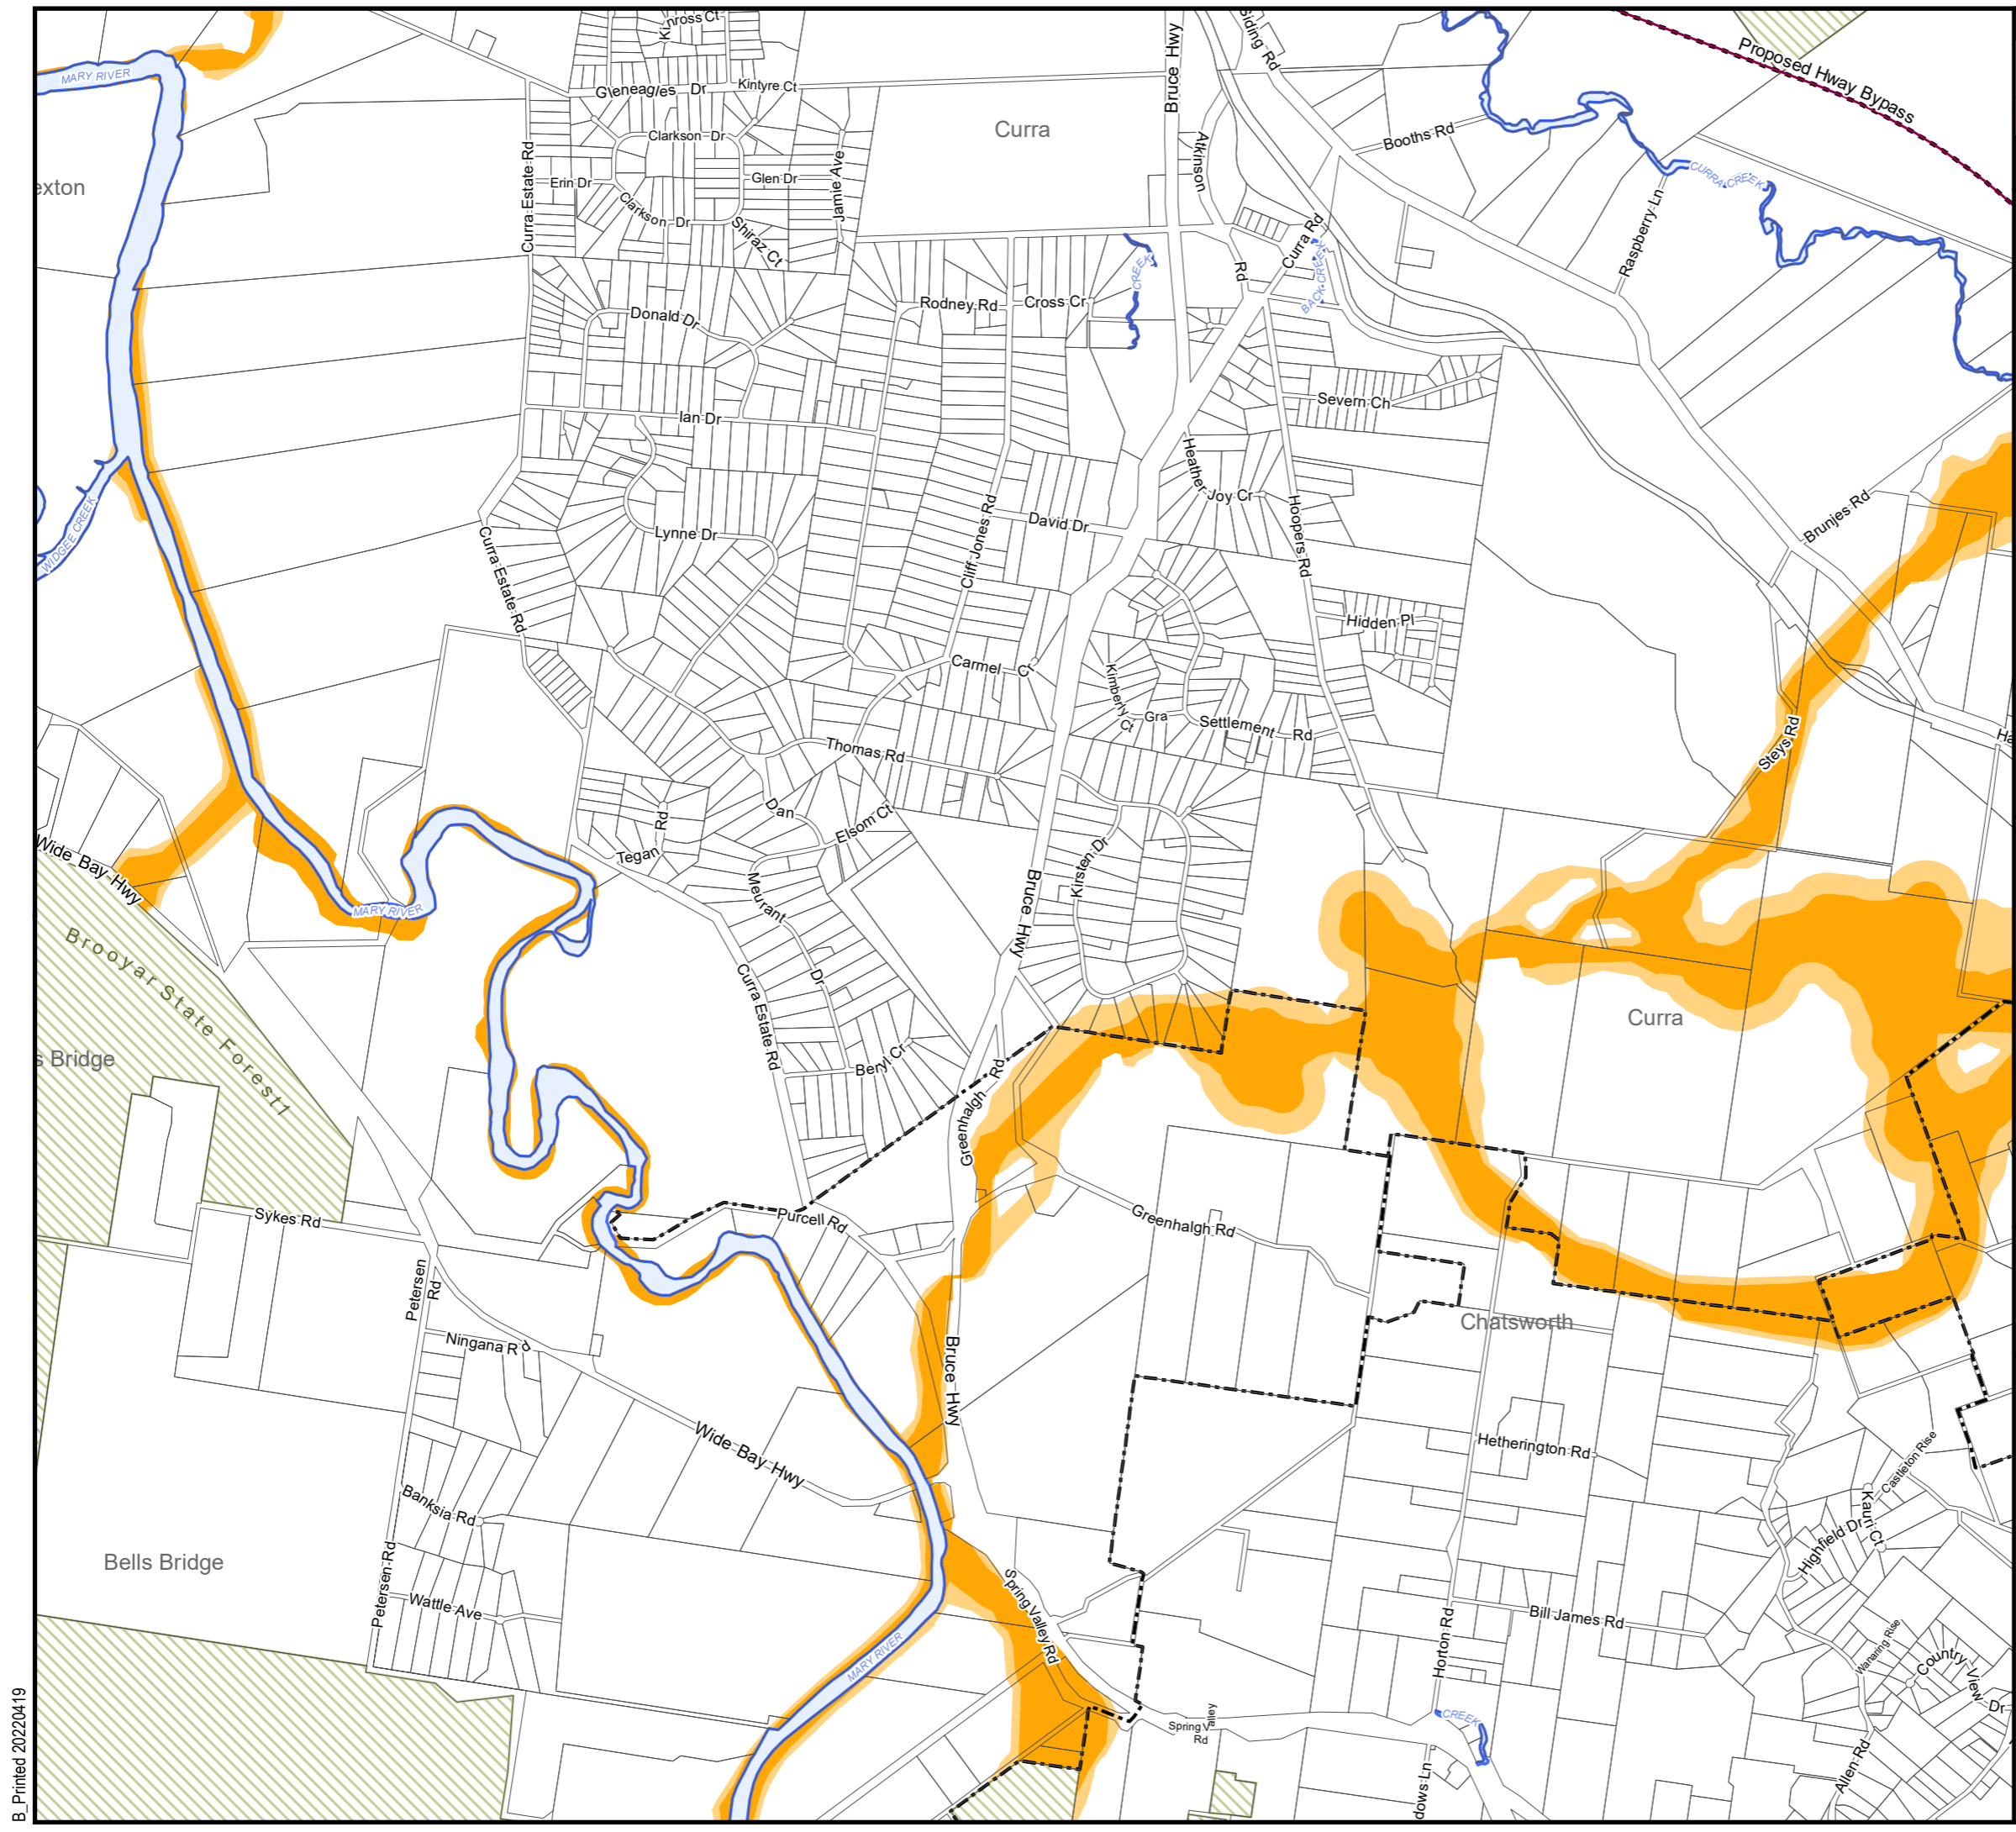 Kinross Ct
Bruce Hwy
Siding Rd
Proposed Hway Bypass
MARY RIVER
Gleneagles Dr
Kintyre Ct
Curra
Clarkson Dr
Booths Rd
Atkinson
Rd
Jamie Ave
Curra Estate Rd
exton
Erin Dr
Glen Dr
CURRA CREEK
Raspberry Ln
Clarkson Dr
Shiraz Ct
Curra Rd
CREEK
BACK CREEK
Rodney Rd
Cross Cr
Donald Dr
Severn Ch
Ian Dr
Heather
Joy Cr
Hoopers Rd
WIDGEE CREEK
Lynne Dr
Cliff Jones Rd
David Dr
Brunjes Rd
Curra Estate Rd
Hidden Pl
Carmel Cr
Kimberly Ct
Gra
Settlement Rd
Steys Rd
Ha
Thomas Rd
Dan
Elsom Ct
Tegan Rd
Kirsten Dr
Wide Bay Hwy
MARY RIVER
Meurant Dr
Bruce Hwy
Brooyar State Forest1
Curra Estate Rd
Curra
s Bridge
Beryl Cr
Greenhalgh Rd
Sykes Rd
Purcell Rd
Greenhalgh Rd
Petersen Rd
Ningana Rd
Bruce Hwy
Chatsworth
Wide Bay Hwy
Hetherington Rd
Castleton Rise
Kauri Ct
Highfield Dr
Banksia Rd
Bells Bridge
Petersen Rd
Wattle Ave
Spring Valley Rd
Bill James Rd
Horton Rd
MARY RIVER
Wanaring Rise
Country View Dr
CREEK
Spring Valley Rd
dows Ln
Allen Rd
B_Printed 20220419